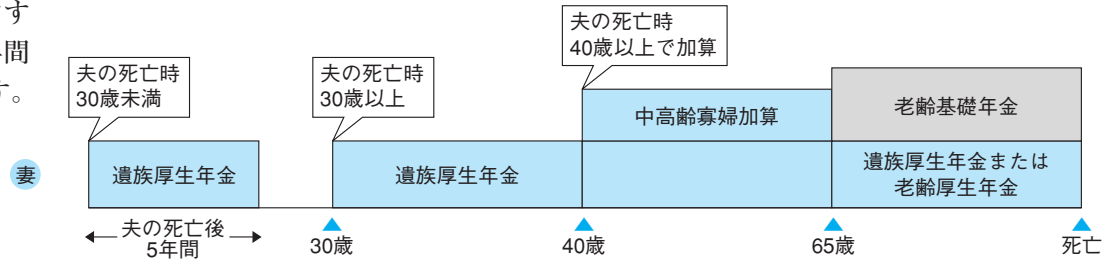 す
間
す。
夫の死亡時
30歳未満
夫の死亡時
30歳以上
夫の死亡時
40歳以上で加算
中高齢寡婦加算
老齢基礎年金
妻
遺族厚生年金
遺族厚生年金
遺族厚生年金または
老齢厚生年金
夫の死亡後
5年間
30歳
40歳
65歳
死亡